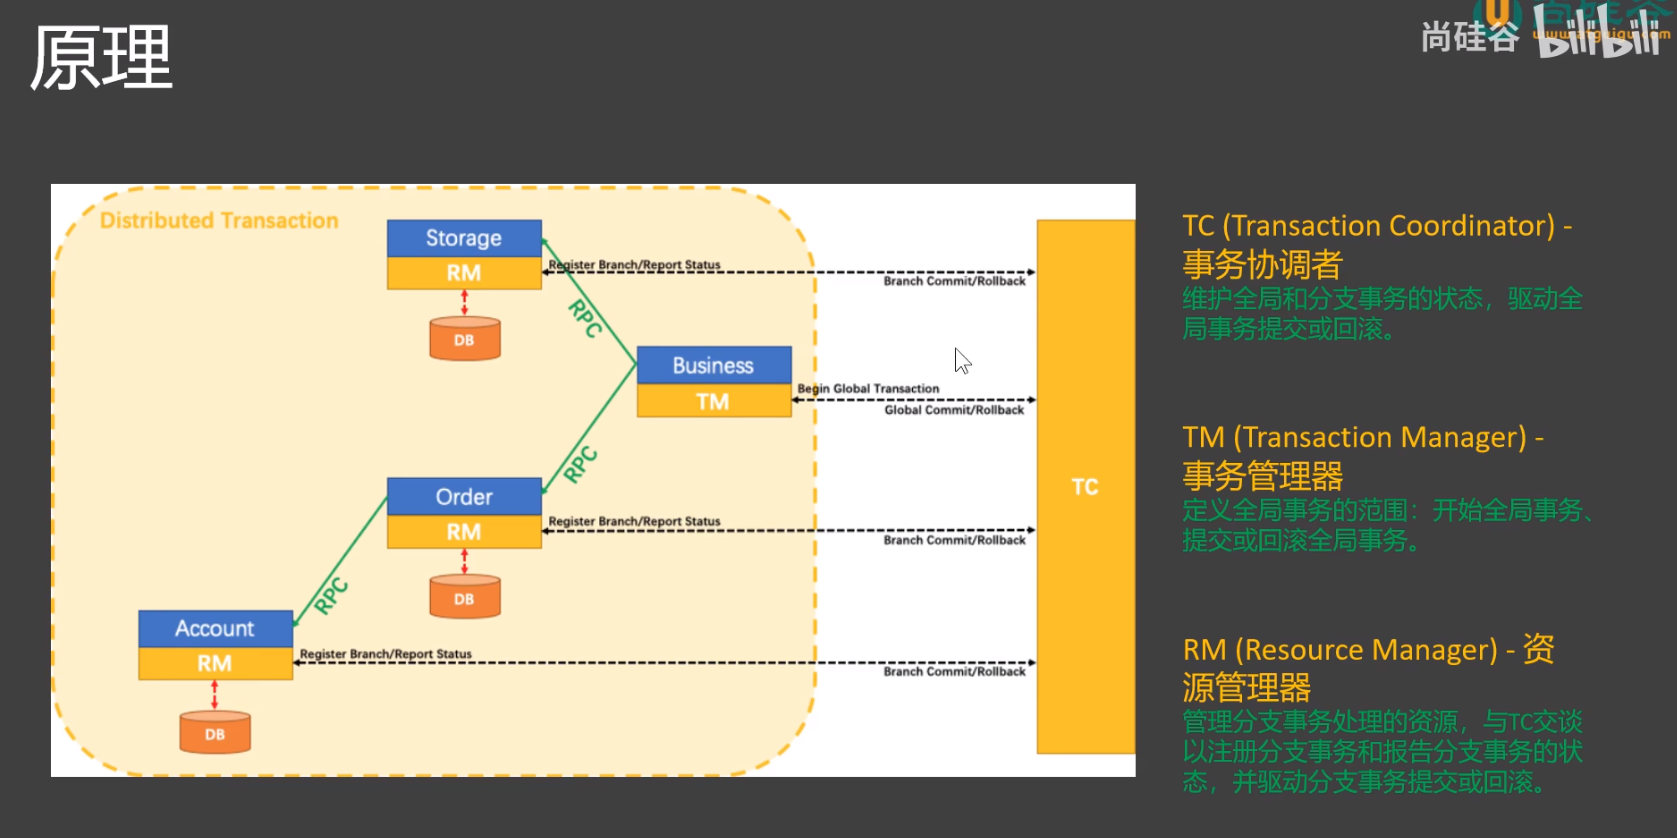 原理
尚硅谷 bilibili
www.atguigu.com
Distributed Transaction
Storage
RM
DB
Register Branch/Report Status
Branch Commit/Rollback
RPC
Business
TM
Begin Global Transaction
Global Commit/Rollback
RPC
Order
RM
DB
Register Branch/Report Status
Branch Commit/Rollback
RPC
Account
RM
DB
Register Branch/Report Status
Branch Commit/Rollback
TC
TC (Transaction Coordinator) -
事务协调者
维护全局和分支事务的状态，驱动全
局事务提交或回滚。
TM (Transaction Manager) -
事务管理器
定义全局事务的范围：开始全局事务、
提交或回滚全局事务。
RM (Resource Manager) - 资
源管理器
管理分支事务处理的资源，与TC交谈
以注册分支事务和报告分支事务的状
态，并驱动分支事务提交或回滚。